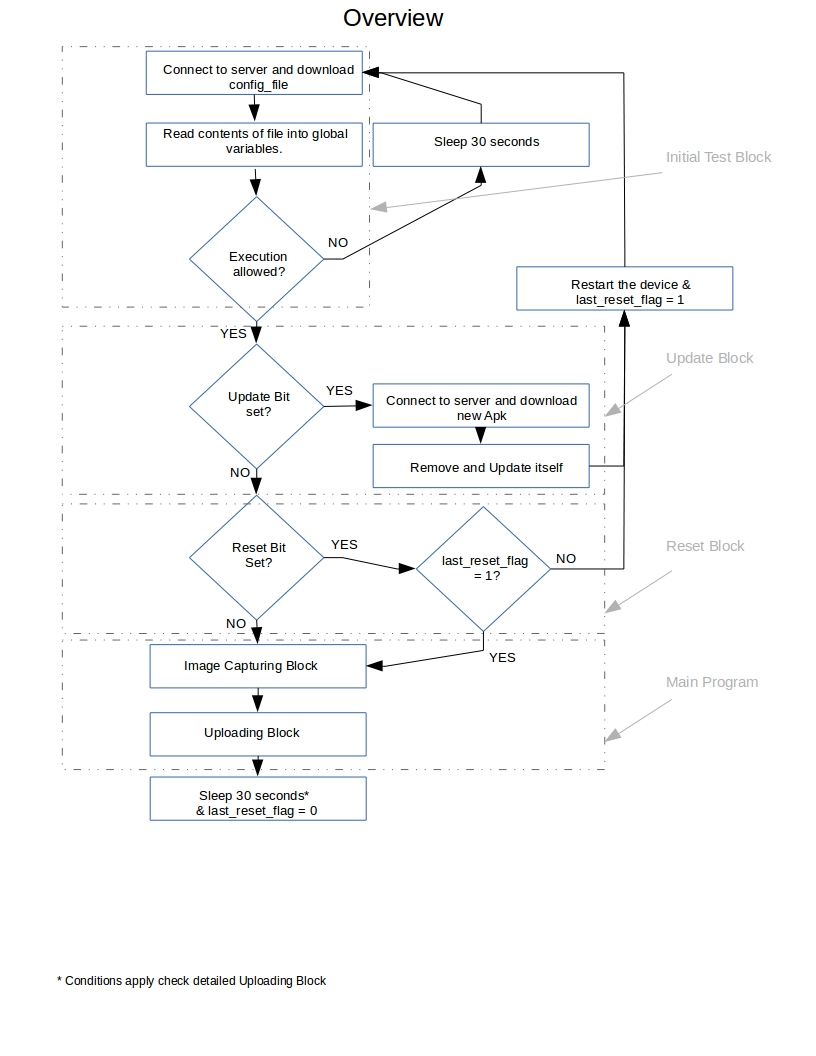 Overview
Connect to server and download
config_file
Read contents of file into global
variables.
Sleep 30 seconds
Initial Test Block
NO
Execution
allowed?
Restart the device &
last_reset_flag = 1
YES
Update Block
Update Bit
set?
YES
Connect to server and download
new Apk
Remove and Update itself
NO
Reset Bit
Set?
YES
last_reset_flag
= 1?
NO
Reset Block
NO
YES
Image Capturing Block
Main Program
Uploading Block
Sleep 30 seconds*
& last_reset_flag = 0
* Conditions apply check detailed Uploading Block